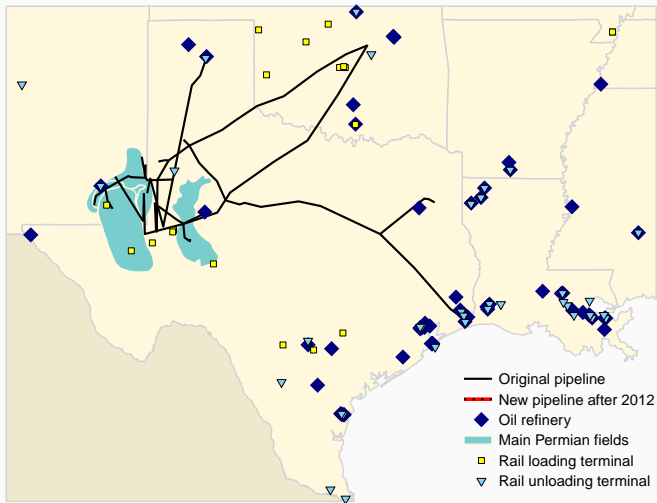 Original pipeline
New pipeline after 2012
Oil refinery
Main Permian fields
Rail loading terminal
Rail unloading terminal